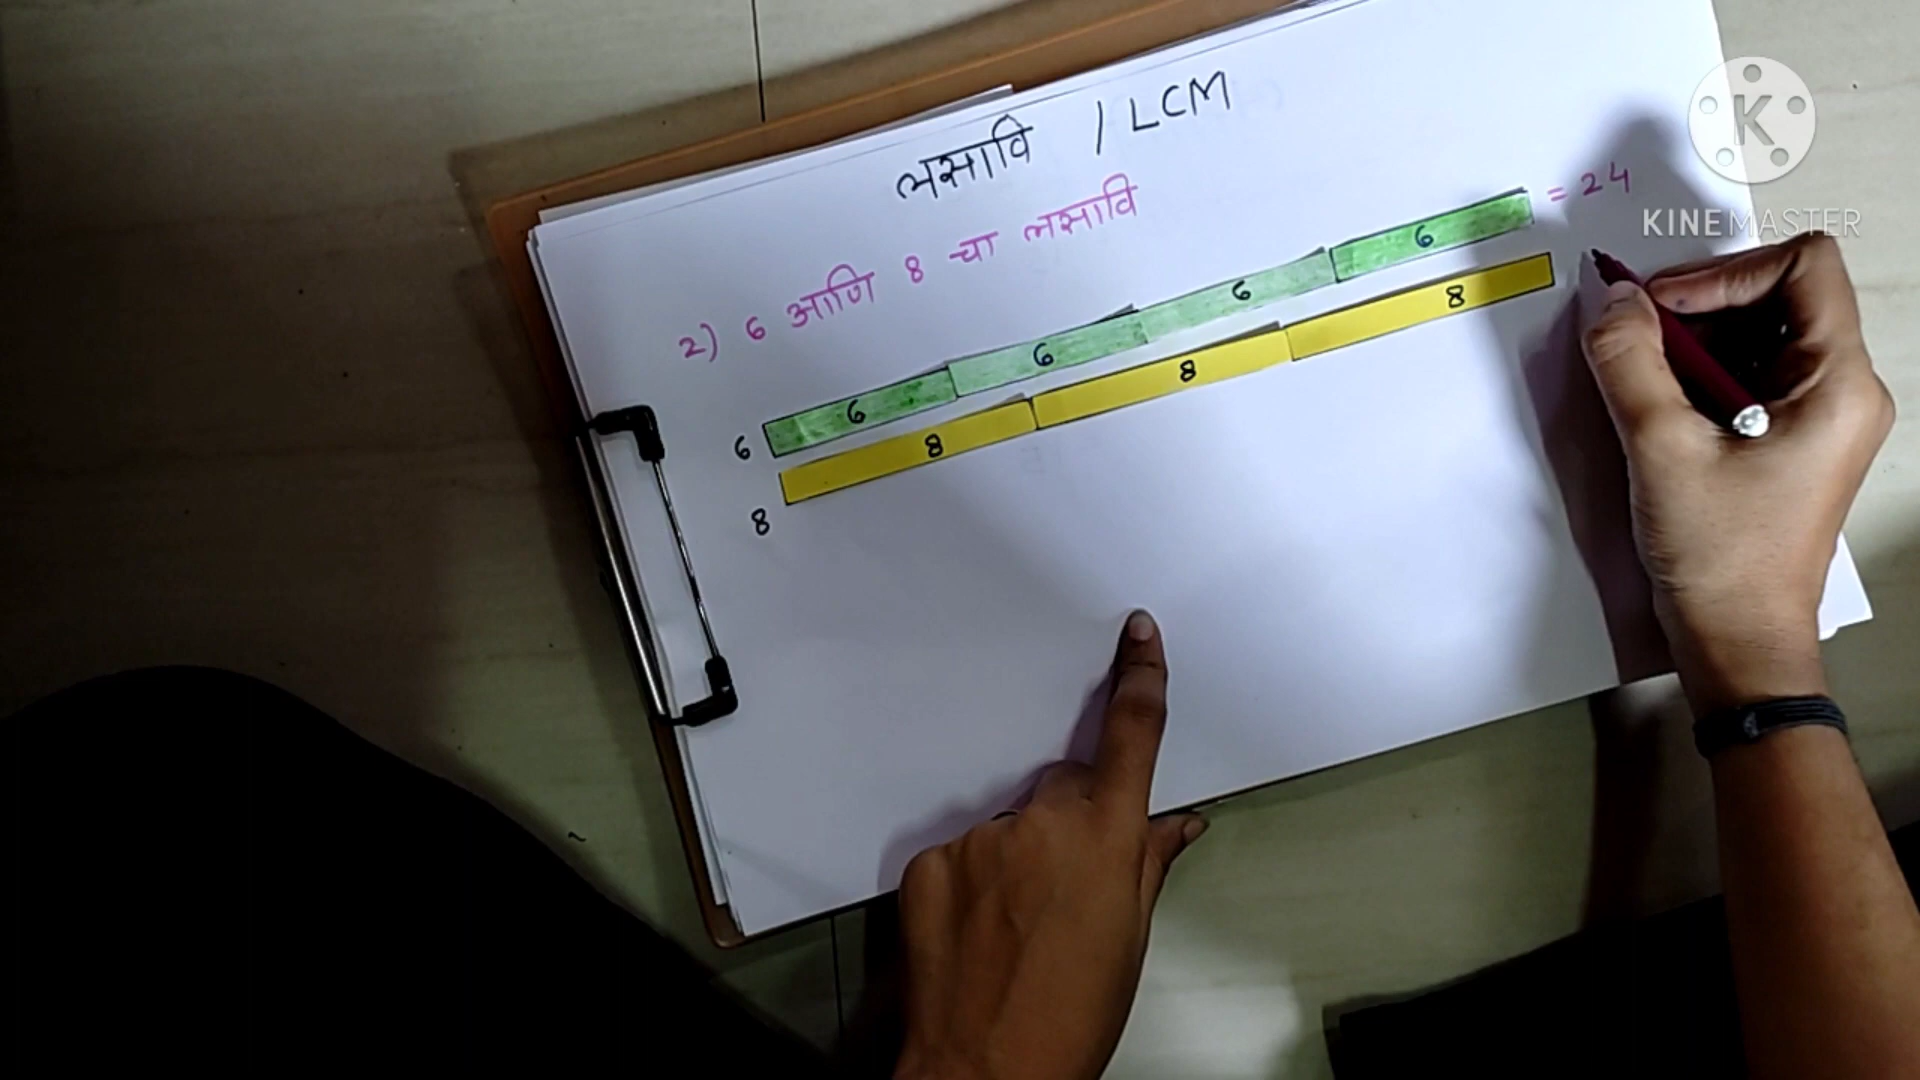 लसावि / LCM
2) 6 आणि 8 चा लसावि
6 6 6 6 6 = 24
8 8 8 8
K
KINEMASTER